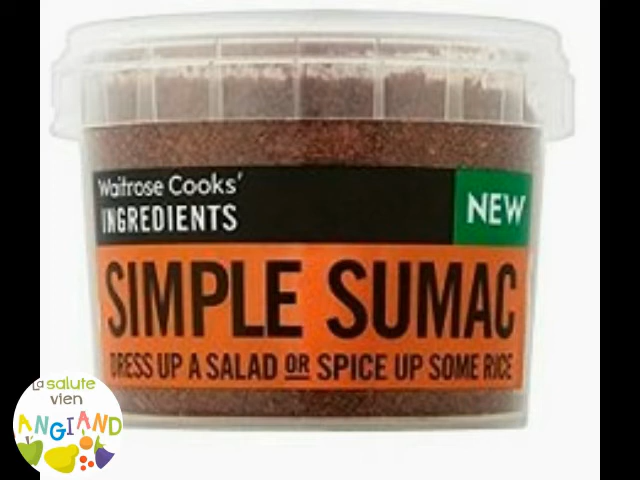 Waitrose Cooks'
INGREDIENTS
NEW
SIMPLE SUMAC
DRESS UP A SALAD OR SPICE UP SOME RICE
La salute
vien
ANGIAND